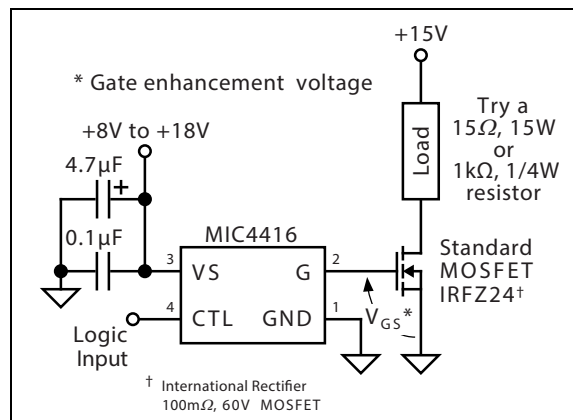 +15V
* Gate enhancement voltage
+8V to +18V
4.7µF
+
0.1µF
Load
Try a
15Ω, 15W
or
1kΩ, 1/4W
resistor
MIC4416
3
VS
G
2
4
CTL
GND
1
Logic
Input
VGS*
Standard
MOSFET
IRFZ24†
† International Rectifier
100mΩ, 60V MOSFET